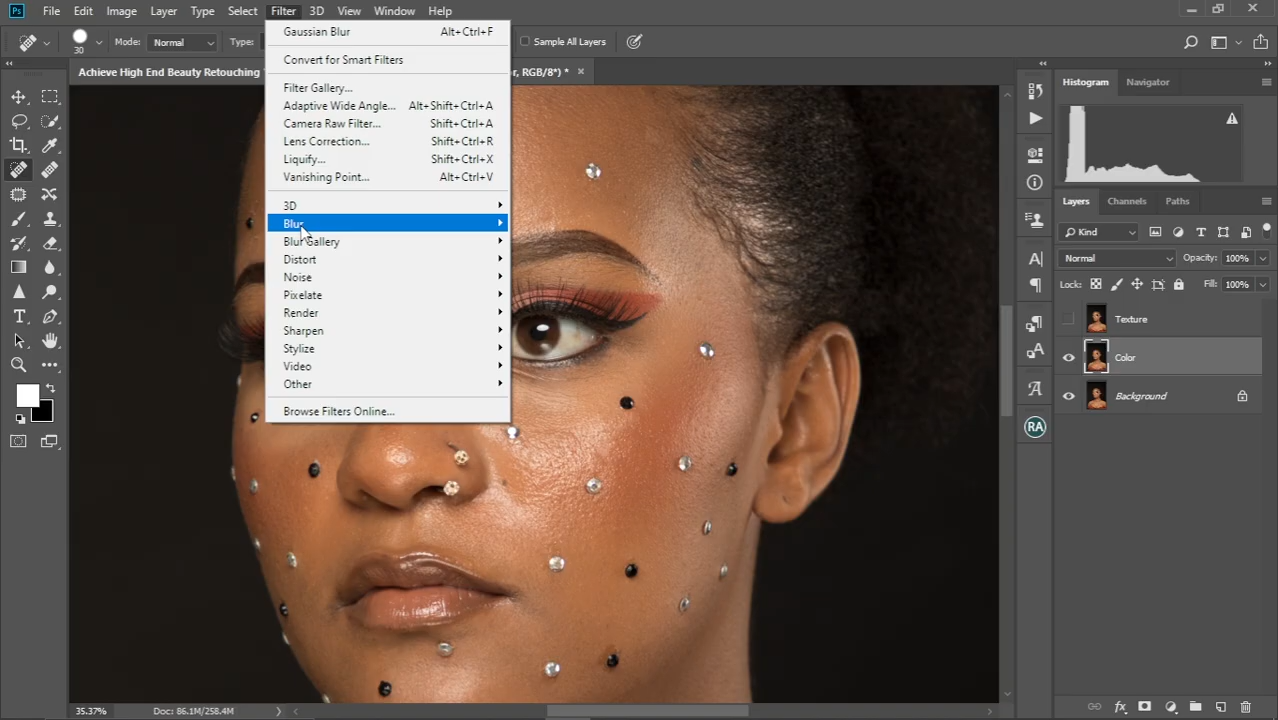 Ps File Edit Image Layer Type Select Filter 3D View Window Help
30 Mode: Normal Type: Sample All Layers
Achieve High End Beauty Retouching or, RGB/8*) * ×
Gaussian Blur Alt+Ctrl+F
Convert for Smart Filters
Filter Gallery...
Adaptive Wide Angle... Alt+Shift+Ctrl+A
Camera Raw Filter... Shift+Ctrl+A
Lens Correction... Shift+Ctrl+R
Liquify... Shift+Ctrl+X
Vanishing Point... Alt+Ctrl+V
3D
Blur
Blur Gallery
Distort
Noise
Pixelate
Render
Sharpen
Stylize
Video
Other
Browse Filters Online...
Histogram Navigator
Layers Channels Paths
Kind
Normal Opacity: 100%
Lock: Fill: 100%
Texture
Color
Background
RA
35.37% Doc: 86.1M/258.4M